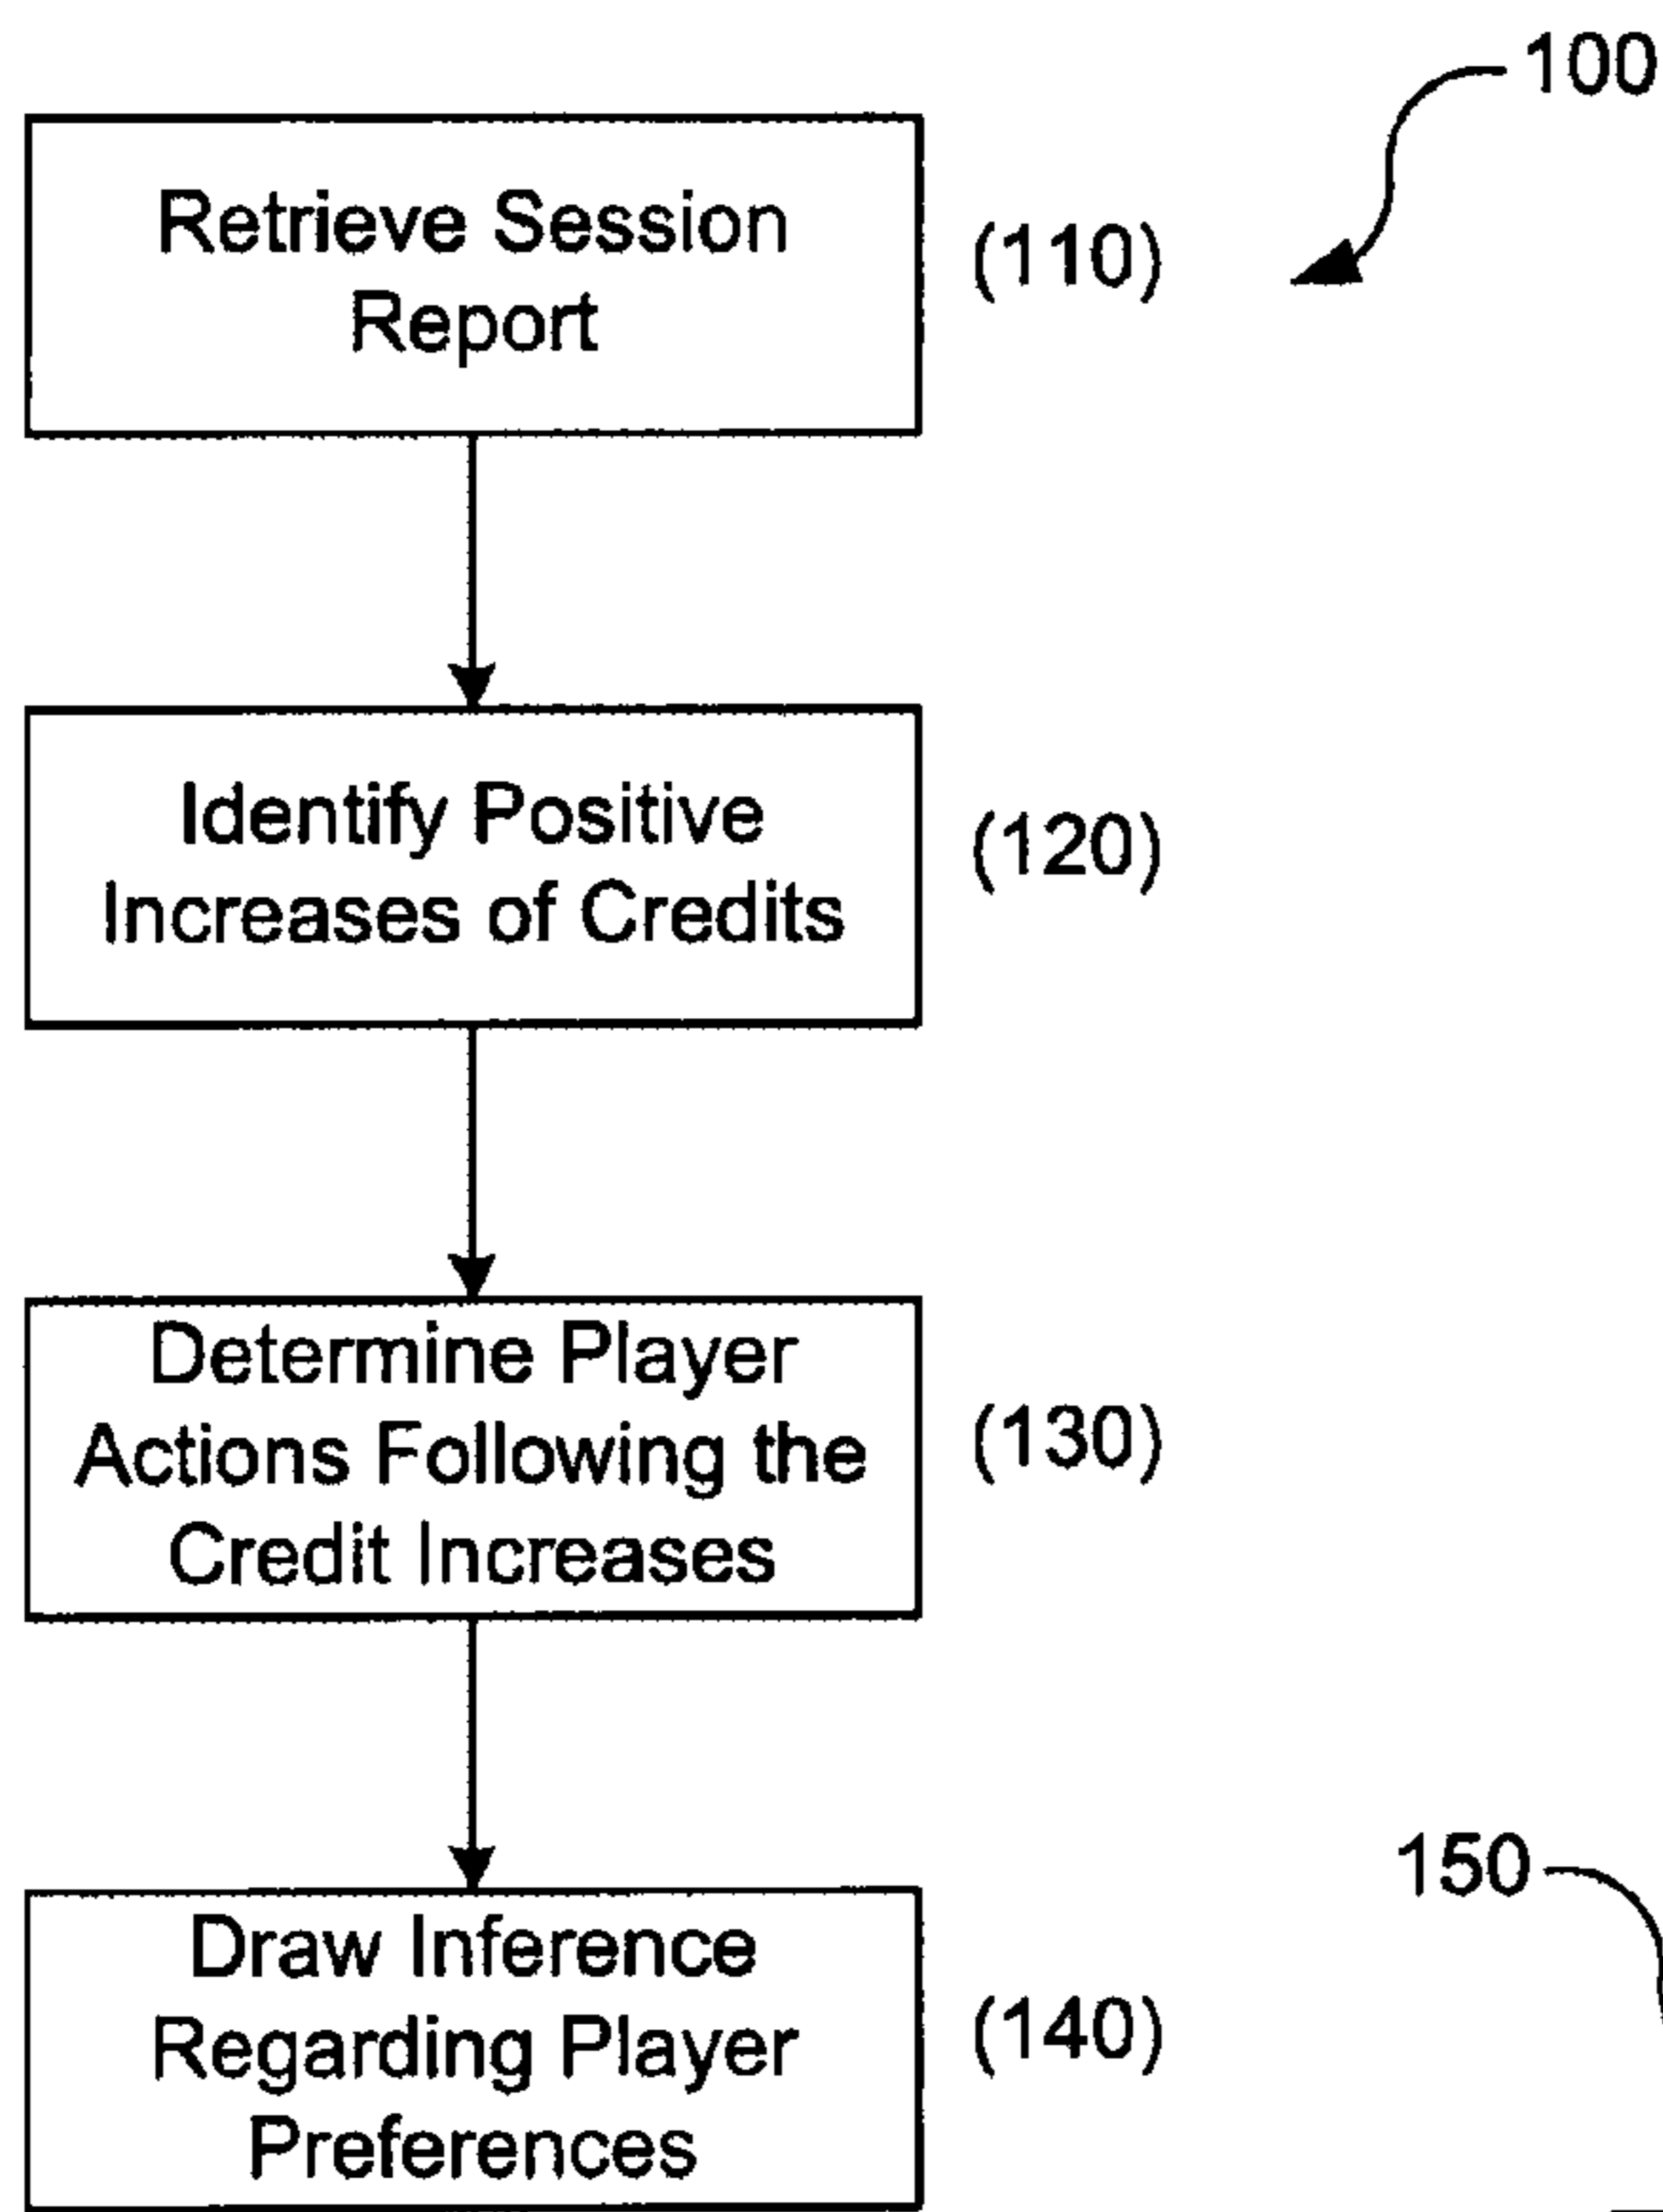 100
Retrieve Session
Report
(110)
Identify Positive
Increases of Credits
(120)
Determine Player
Actions Following the
Credit Increases
(130)
150
Draw Inference
Regarding Player
Preferences
(140)